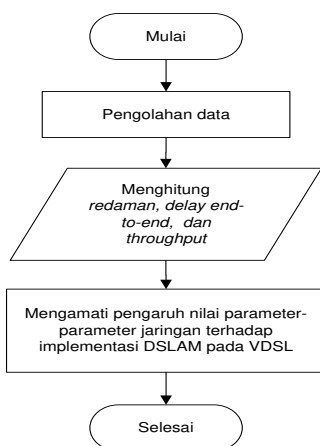 Mulai
Pengolahan data
Menghitung
redaman, delay end-
to-end, dan
throughput
Mengamati pengaruh nilai parameter-
parameter jaringan terhadap
implementasi DSLAM pada VDSL
Selesai